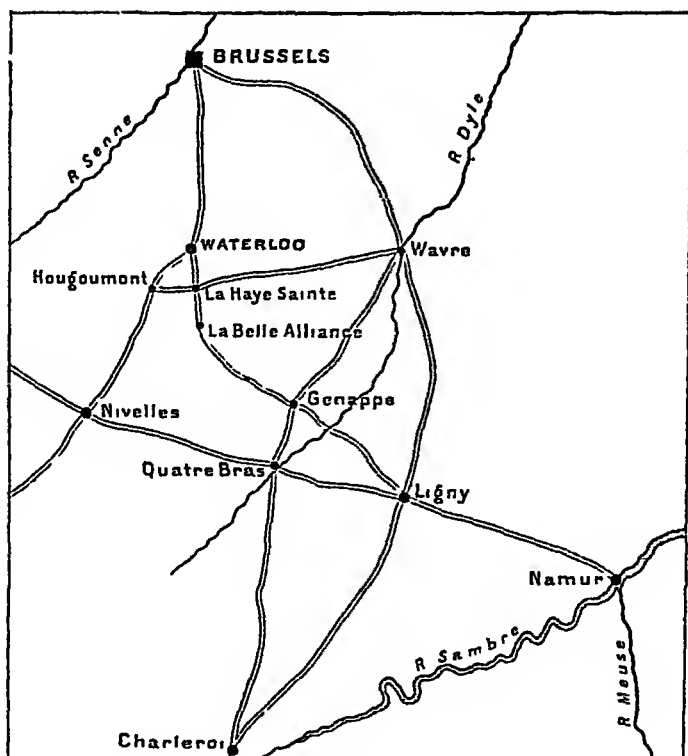 BRUSSELS
R Senne
R Dyle
WATERLOO
Wavre
Hougoumont
La Haye Sainte
La Belle Alliance
Genappe
Nivelles
Quatre Bras
Ligny
Namur
R Sambre
R Meuse
Charleroi